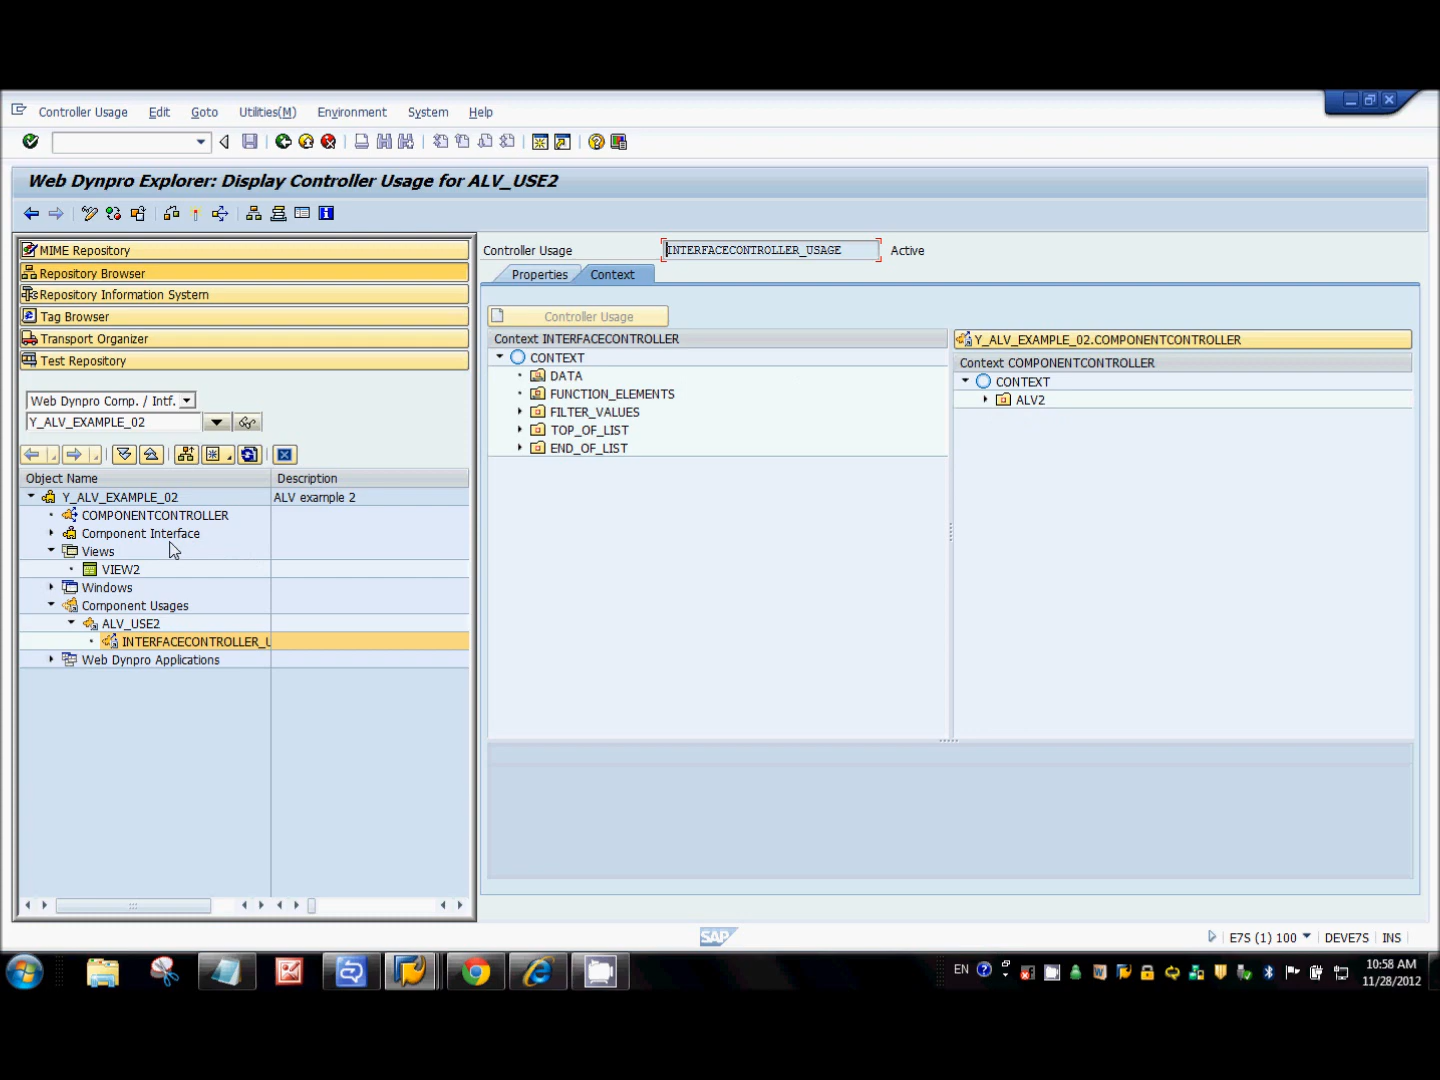 Controller Usage Edit Goto Utilities(M) Environment System Help
Web Dynpro Explorer: Display Controller Usage for ALV_USE2
MIME Repository
Repository Browser
Repository Information System
Tag Browser
Transport Organizer
Test Repository
Web Dynpro Comp. / Intf.
Y_ALV_EXAMPLE_02
Object Name Description
Y_ALV_EXAMPLE_02 ALV example 2
COMPONENTCONTROLLER
Component Interface
Views
VIEW2
Windows
Component Usages
ALV_USE2
INTERFACECONTROLLER_U
Web Dynpro Applications
Controller Usage INTERFACECONTROLLER_USAGE Active
Properties Context
Controller Usage
Context INTERFACECONTROLLER
CONTEXT
DATA
FUNCTION_ELEMENTS
FILTER_VALUES
TOP_OF_LIST
END_OF_LIST
Y_ALV_EXAMPLE_02.COMPONENTCONTROLLER
Context COMPONENTCONTROLLER
CONTEXT
ALV2
SAP
E7S (1) 100 DEVE7S INS
EN
10:58 AM
11/28/2012